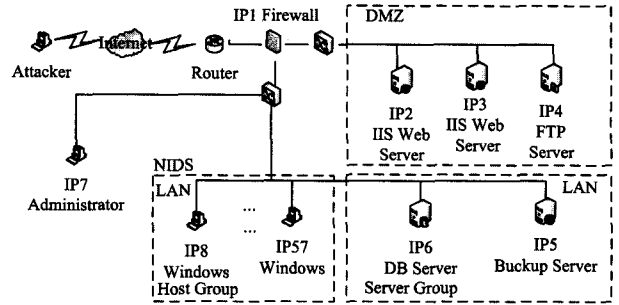 IP1 Firewall
DMZ
Internet
Attacker
Router
IP2
IIS Web
Server
IP3
IIS Web
Server
IP4
FTP
Server
IP7
Administrator
NIDS
LAN
...
...
IP8
Windows
Host Group
IP57
Windows
LAN
IP6
DB Server
Server Group
IP5
Buckup Server